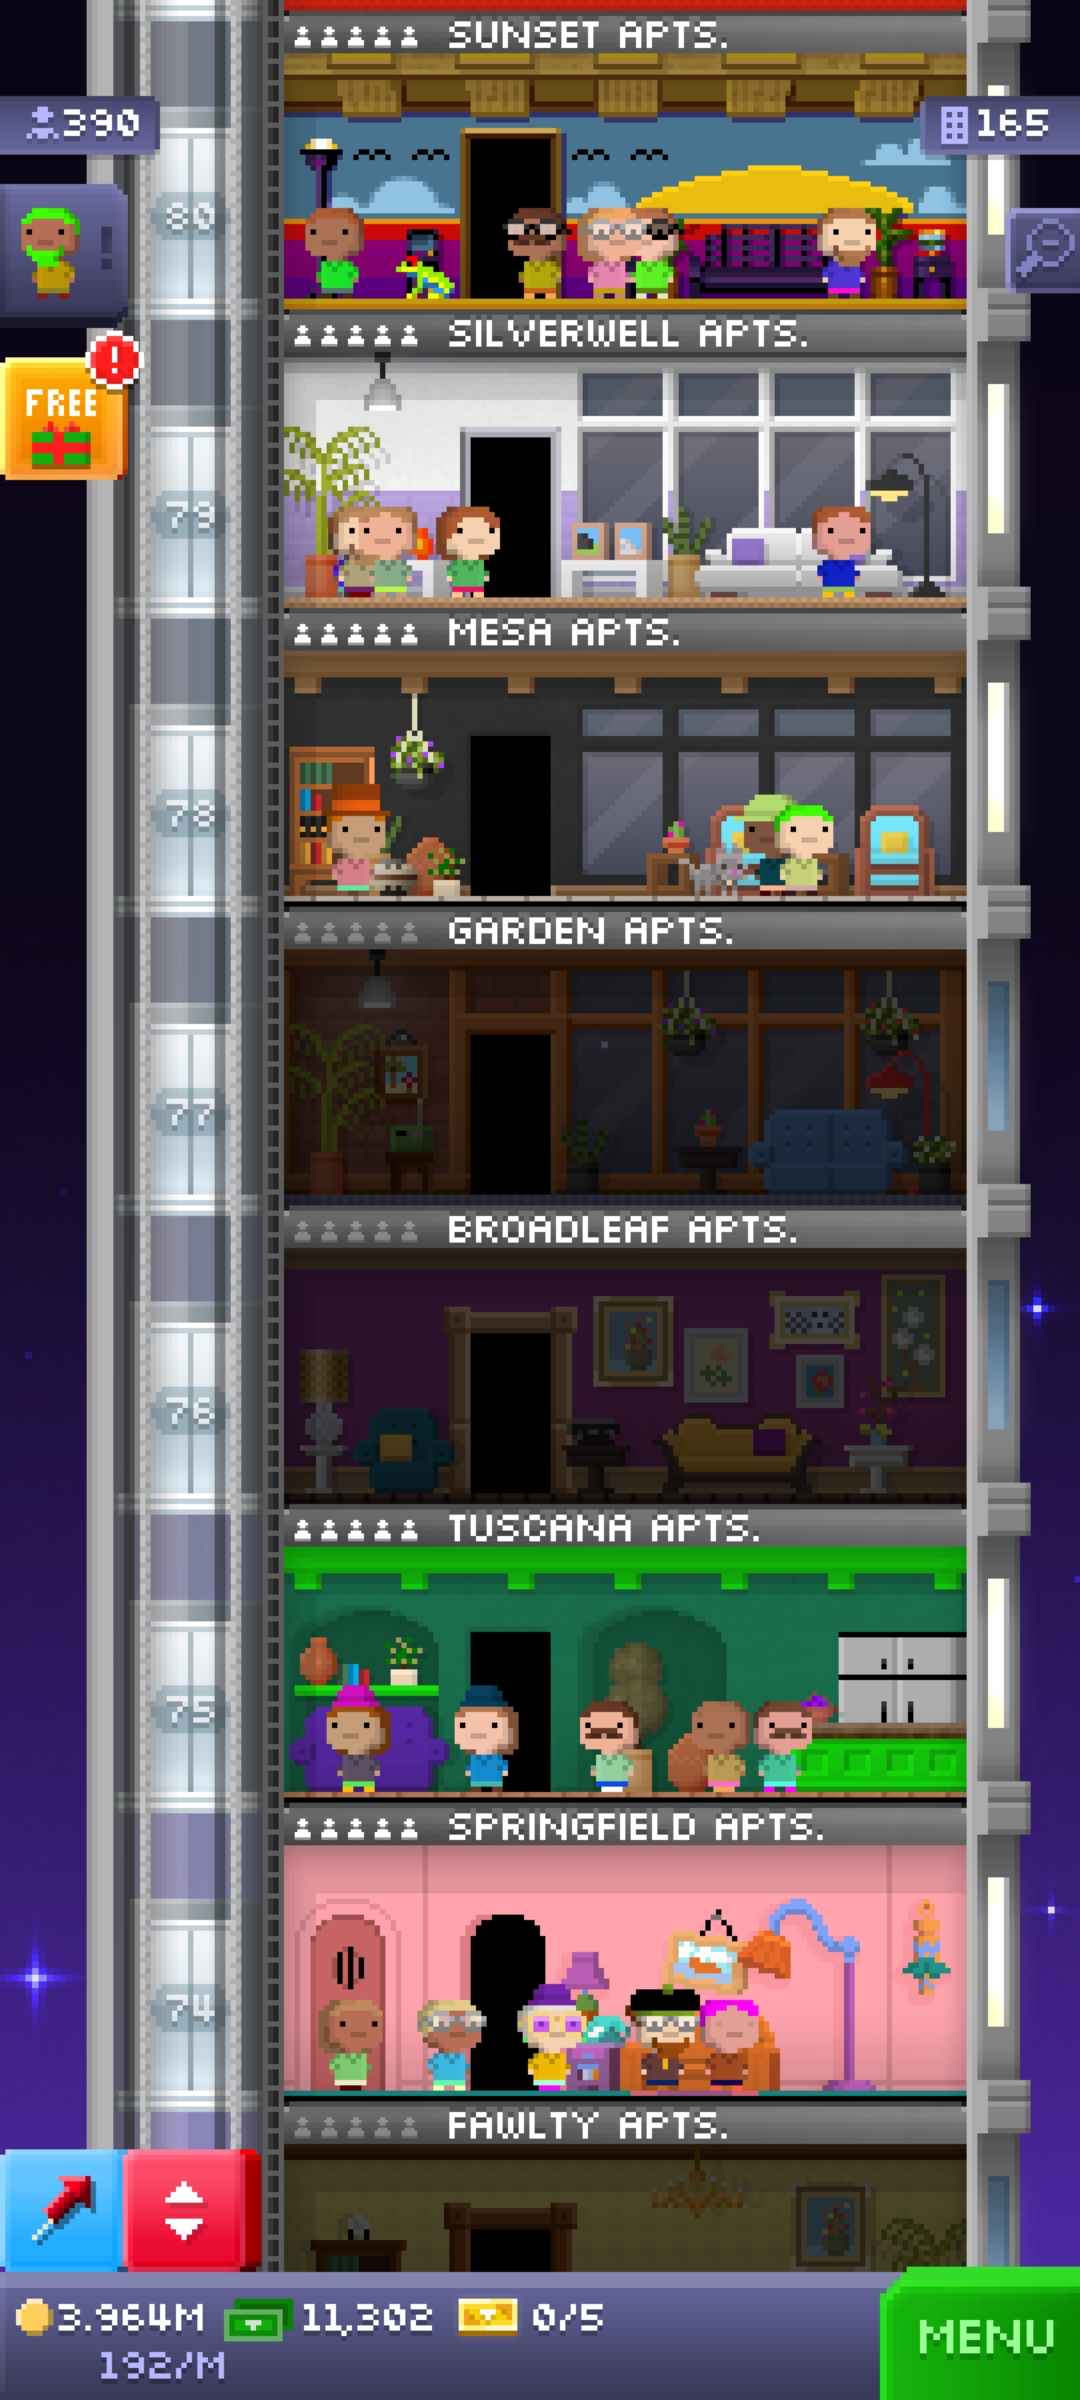 SUNSET APTS.
390
165
80
!
SILVERWELL APTS.
!
FREE
79
MESA APTS.
78
GARDEN APTS.
77
BROADLEAF APTS.
76
TUSCANA APTS.
75
SPRINGFIELD APTS.
74
FAWLTY APTS.
3.964M 11,302 0/5
192/M
MENU